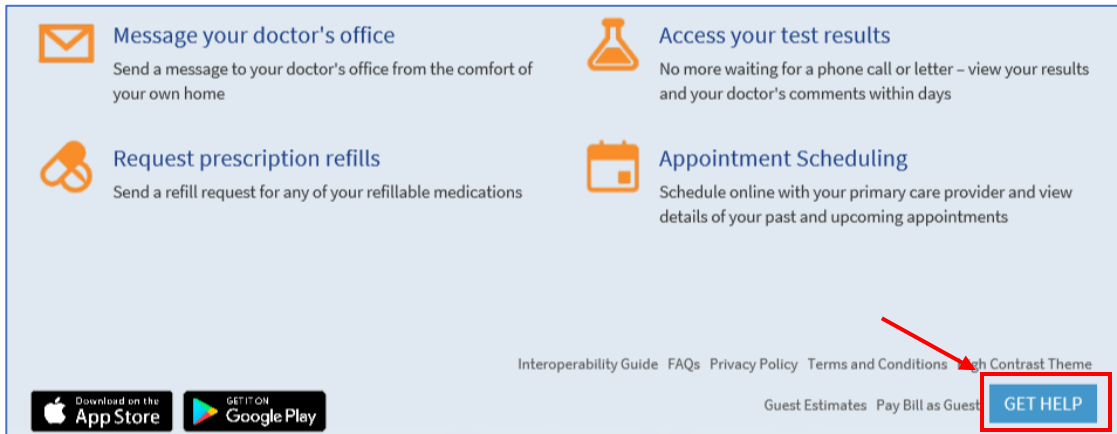 Message your doctor's office
Send a message to your doctor's office from the comfort of
your own home
Access your test results
No more waiting for a phone call or letter – view your results
and your doctor's comments within days
Request prescription refills
Send a refill request for any of your refillable medications
Appointment Scheduling
Schedule online with your primary care provider and view
details of your past and upcoming appointments
Interoperability Guide FAQs Privacy Policy Terms and Conditions High Contrast Theme
Download on the
App Store
GET IT ON
Google Play
Guest Estimates Pay Bill as Guest
GET HELP